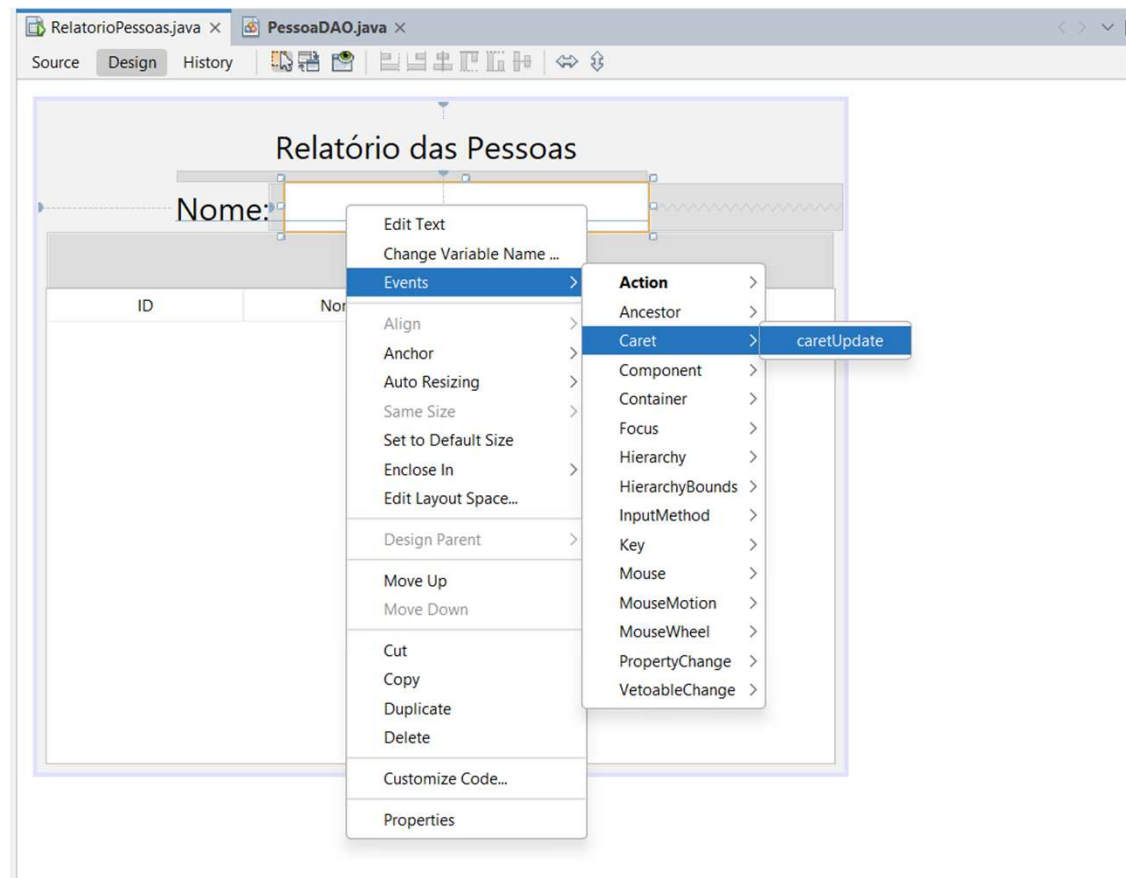 RelatorioPessoas.java × PessoaDAO.java ×
Source Design History
Relatório das Pessoas
Nome:
ID
Edit Text
Change Variable Name ...
Events
Align
Anchor
Auto Resizing
Same Size
Set to Default Size
Enclose In
Edit Layout Space...
Design Parent
Move Up
Move Down
Cut
Copy
Duplicate
Delete
Customize Code...
Properties
Action
Ancestor
Caret
Component
Container
Focus
Hierarchy
HierarchyBounds
InputMethod
Key
Mouse
MouseMotion
MouseWheel
PropertyChange
VetoableChange
caretUpdate